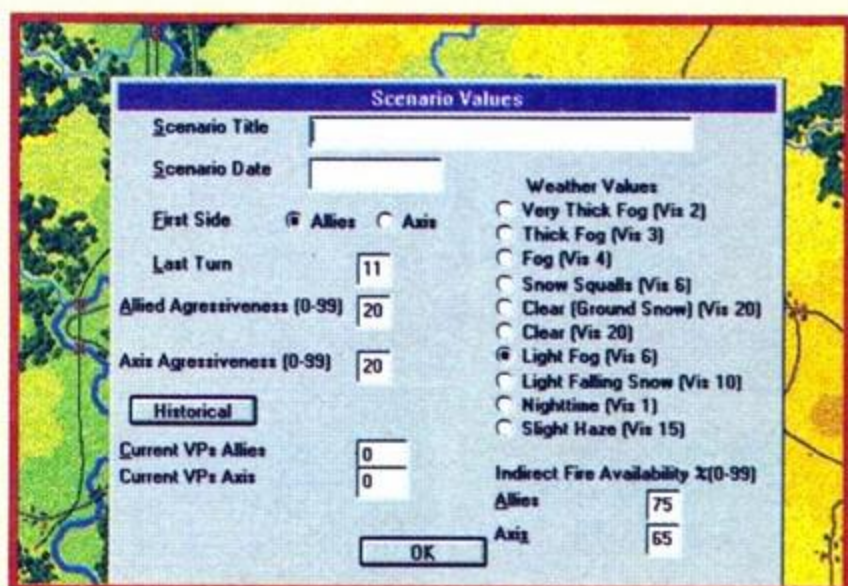 Scenario Values
Scenario Title
Scenario Date
First Side Allies Axis
Last Turn 11
Allied Agressiveness (0-99) 20
Axis Agressiveness (0-99) 20
Historical
Current VPs Allies 0
Current VPs Axis 0
Weather Values
Very Thick Fog (Vis 2)
Thick Fog (Vis 3)
Fog (Vis 4)
Snow Squalls (Vis 6)
Clear (Ground Snow) (Vis 20)
Clear (Vis 20)
Light Fog (Vis 6)
Light Falling Snow (Vis 10)
Nighttime (Vis 1)
Slight Haze (Vis 15)
Indirect Fire Availability %(0-99)
Allies 75
Axis 65
OK